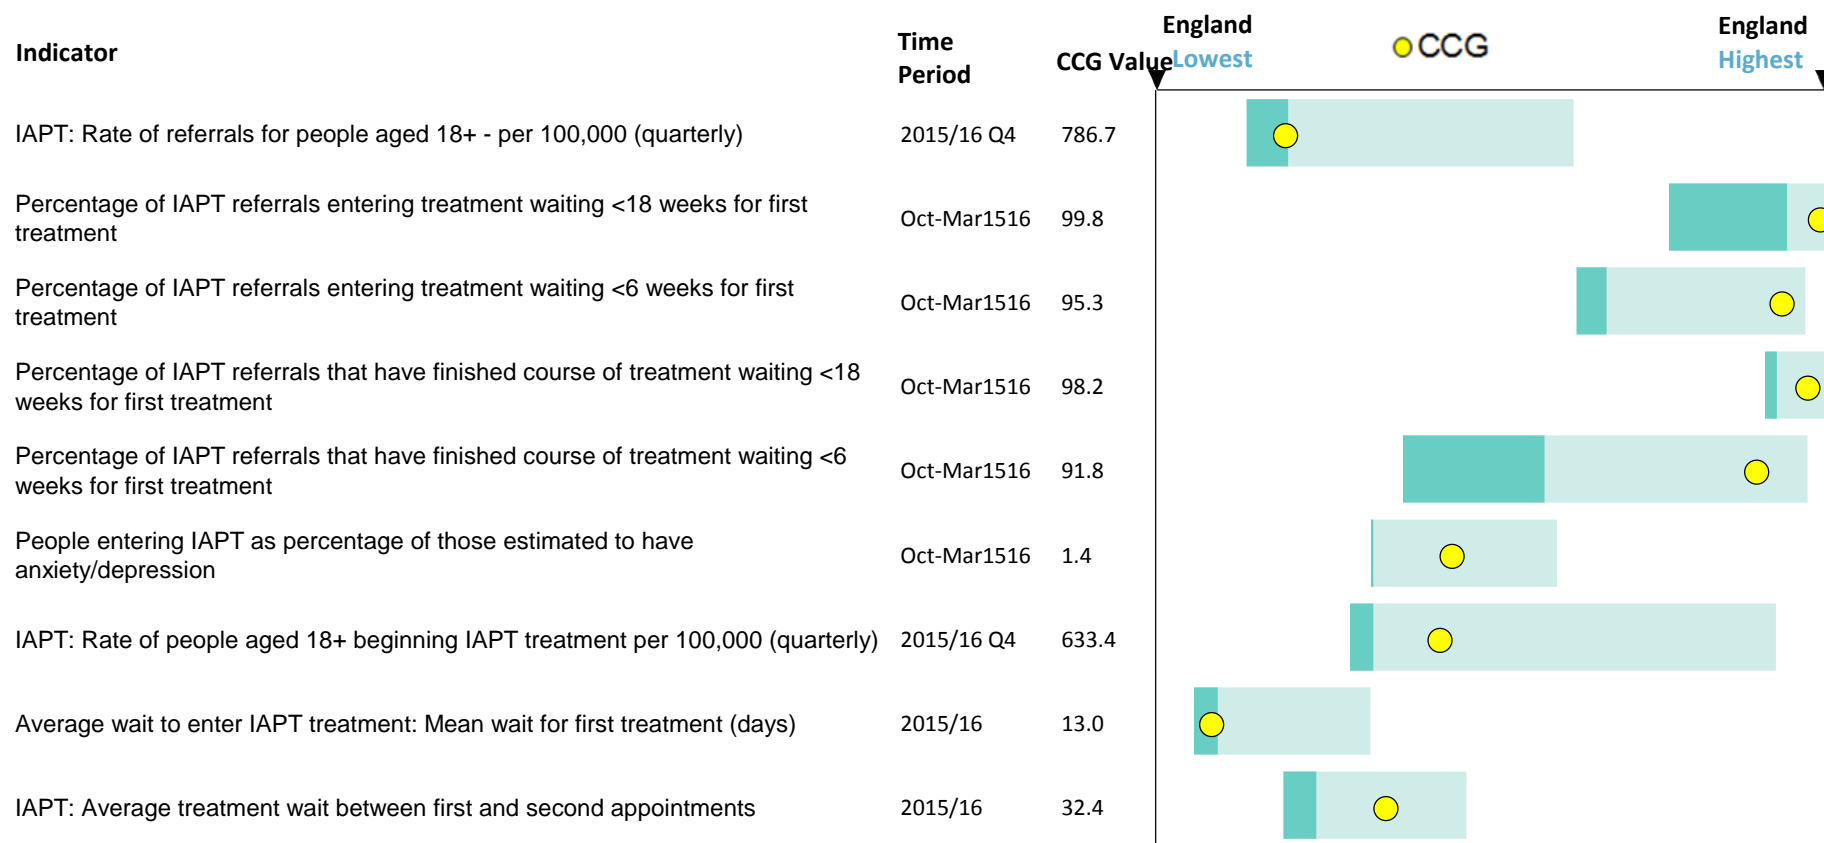 Indicator
Time
Period
CCG Value
England
Lowest
CCG
England
Highest
IAPT: Rate of referrals for people aged 18+ - per 100,000 (quarterly) 2015/16 Q4 786.7
Percentage of IAPT referrals entering treatment waiting <18 weeks for first
treatment
Oct-Mar1516 99.8
Percentage of IAPT referrals entering treatment waiting <6 weeks for first
treatment
Oct-Mar1516 95.3
Percentage of IAPT referrals that have finished course of treatment waiting <18
weeks for first treatment
Oct-Mar1516 98.2
Percentage of IAPT referrals that have finished course of treatment waiting <6
weeks for first treatment
Oct-Mar1516 91.8
People entering IAPT as percentage of those estimated to have
anxiety/depression
Oct-Mar1516 1.4
IAPT: Rate of people aged 18+ beginning IAPT treatment per 100,000 (quarterly) 2015/16 Q4 633.4
Average wait to enter IAPT treatment: Mean wait for first treatment (days) 2015/16 13.0
IAPT: Average treatment wait between first and second appointments 2015/16 32.4